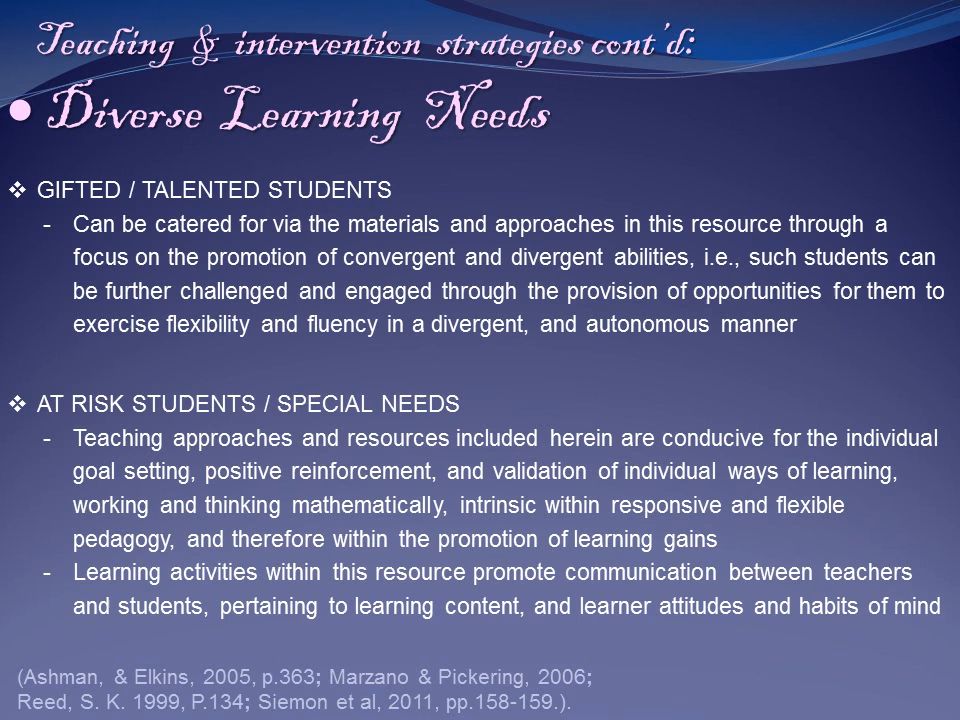 Teaching & intervention strategies cont'd:
• Diverse Learning Needs
❖ GIFTED / TALENTED STUDENTS
- Can be catered for via the materials and approaches in this resource through a
focus on the promotion of convergent and divergent abilities, i.e., such students can
be further challenged and engaged through the provision of opportunities for them to
exercise flexibility and fluency in a divergent, and autonomous manner
❖ AT RISK STUDENTS / SPECIAL NEEDS
- Teaching approaches and resources included herein are conducive for the individual
goal setting, positive reinforcement, and validation of individual ways of learning,
working and thinking mathematically, intrinsic within responsive and flexible
pedagogy, and therefore within the promotion of learning gains
- Learning activities within this resource promote communication between teachers
and students, pertaining to learning content, and learner attitudes and habits of mind
(Ashman, & Elkins, 2005, p.363; Marzano & Pickering, 2006;
Reed, S. K. 1999, P.134; Siemon et al, 2011, pp.158-159.).